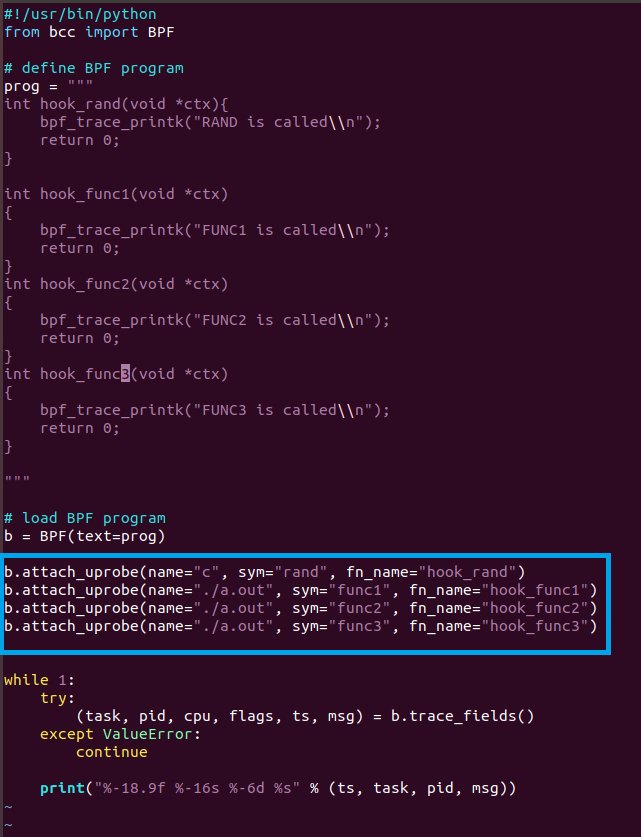 #!/usr/bin/python
from bcc import BPF
# define BPF program
prog = """
int hook_rand(void *ctx){
    bpf_trace_printk("RAND is called\\n");
    return 0;
}
int hook_func1(void *ctx)
{
    bpf_trace_printk("FUNC1 is called\\n");
    return 0;
}
int hook_func2(void *ctx)
{
    bpf_trace_printk("FUNC2 is called\\n");
    return 0;
}
int hook_func3(void *ctx)
{
    bpf_trace_printk("FUNC3 is called\\n");
    return 0;
}
"""
# load BPF program
b = BPF(text=prog)
b.attach_uprobe(name="c", sym="rand", fn_name="hook_rand")
b.attach_uprobe(name="./a.out", sym="func1", fn_name="hook_func1")
b.attach_uprobe(name="./a.out", sym="func2", fn_name="hook_func2")
b.attach_uprobe(name="./a.out", sym="func3", fn_name="hook_func3")
while 1:
    try:
        (task, pid, cpu, flags, ts, msg) = b.trace_fields()
    except ValueError:
        continue
    print("%-18.9f %-16s %-6d %s" % (ts, task, pid, msg))
~
~